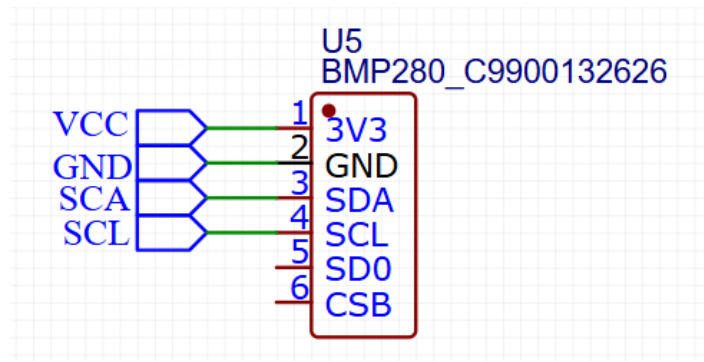 U5
BMP280_C9900132626
VCC 1 3V3
GND 2 GND
SCA 3 SDA
SCL 4 SCL
5 SD0
6 CSB